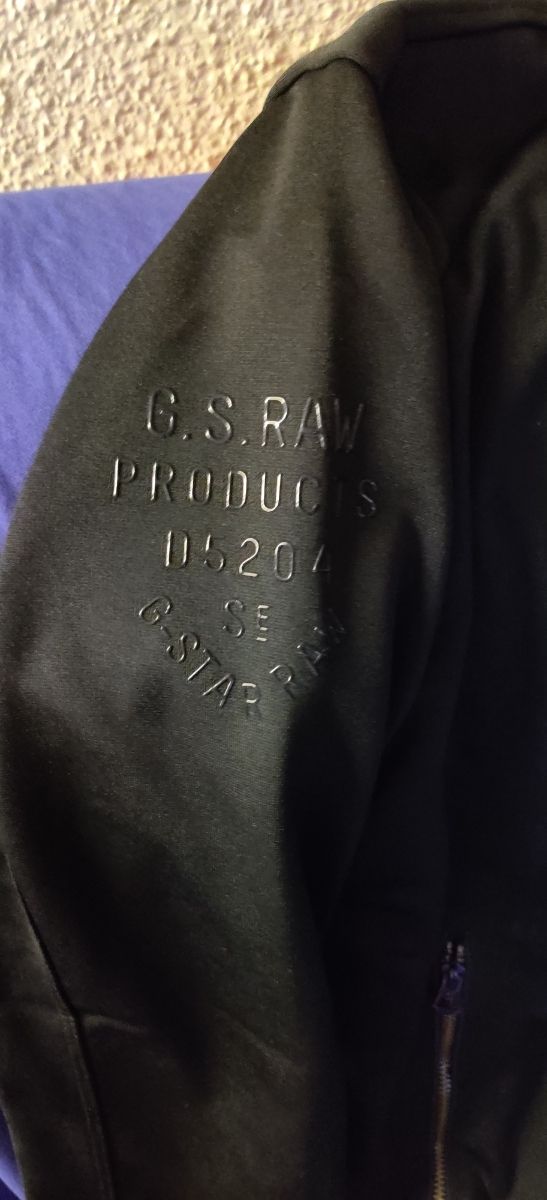 G.S.RAW
PRODUCTS
D5204
SE
G-STAR RAW